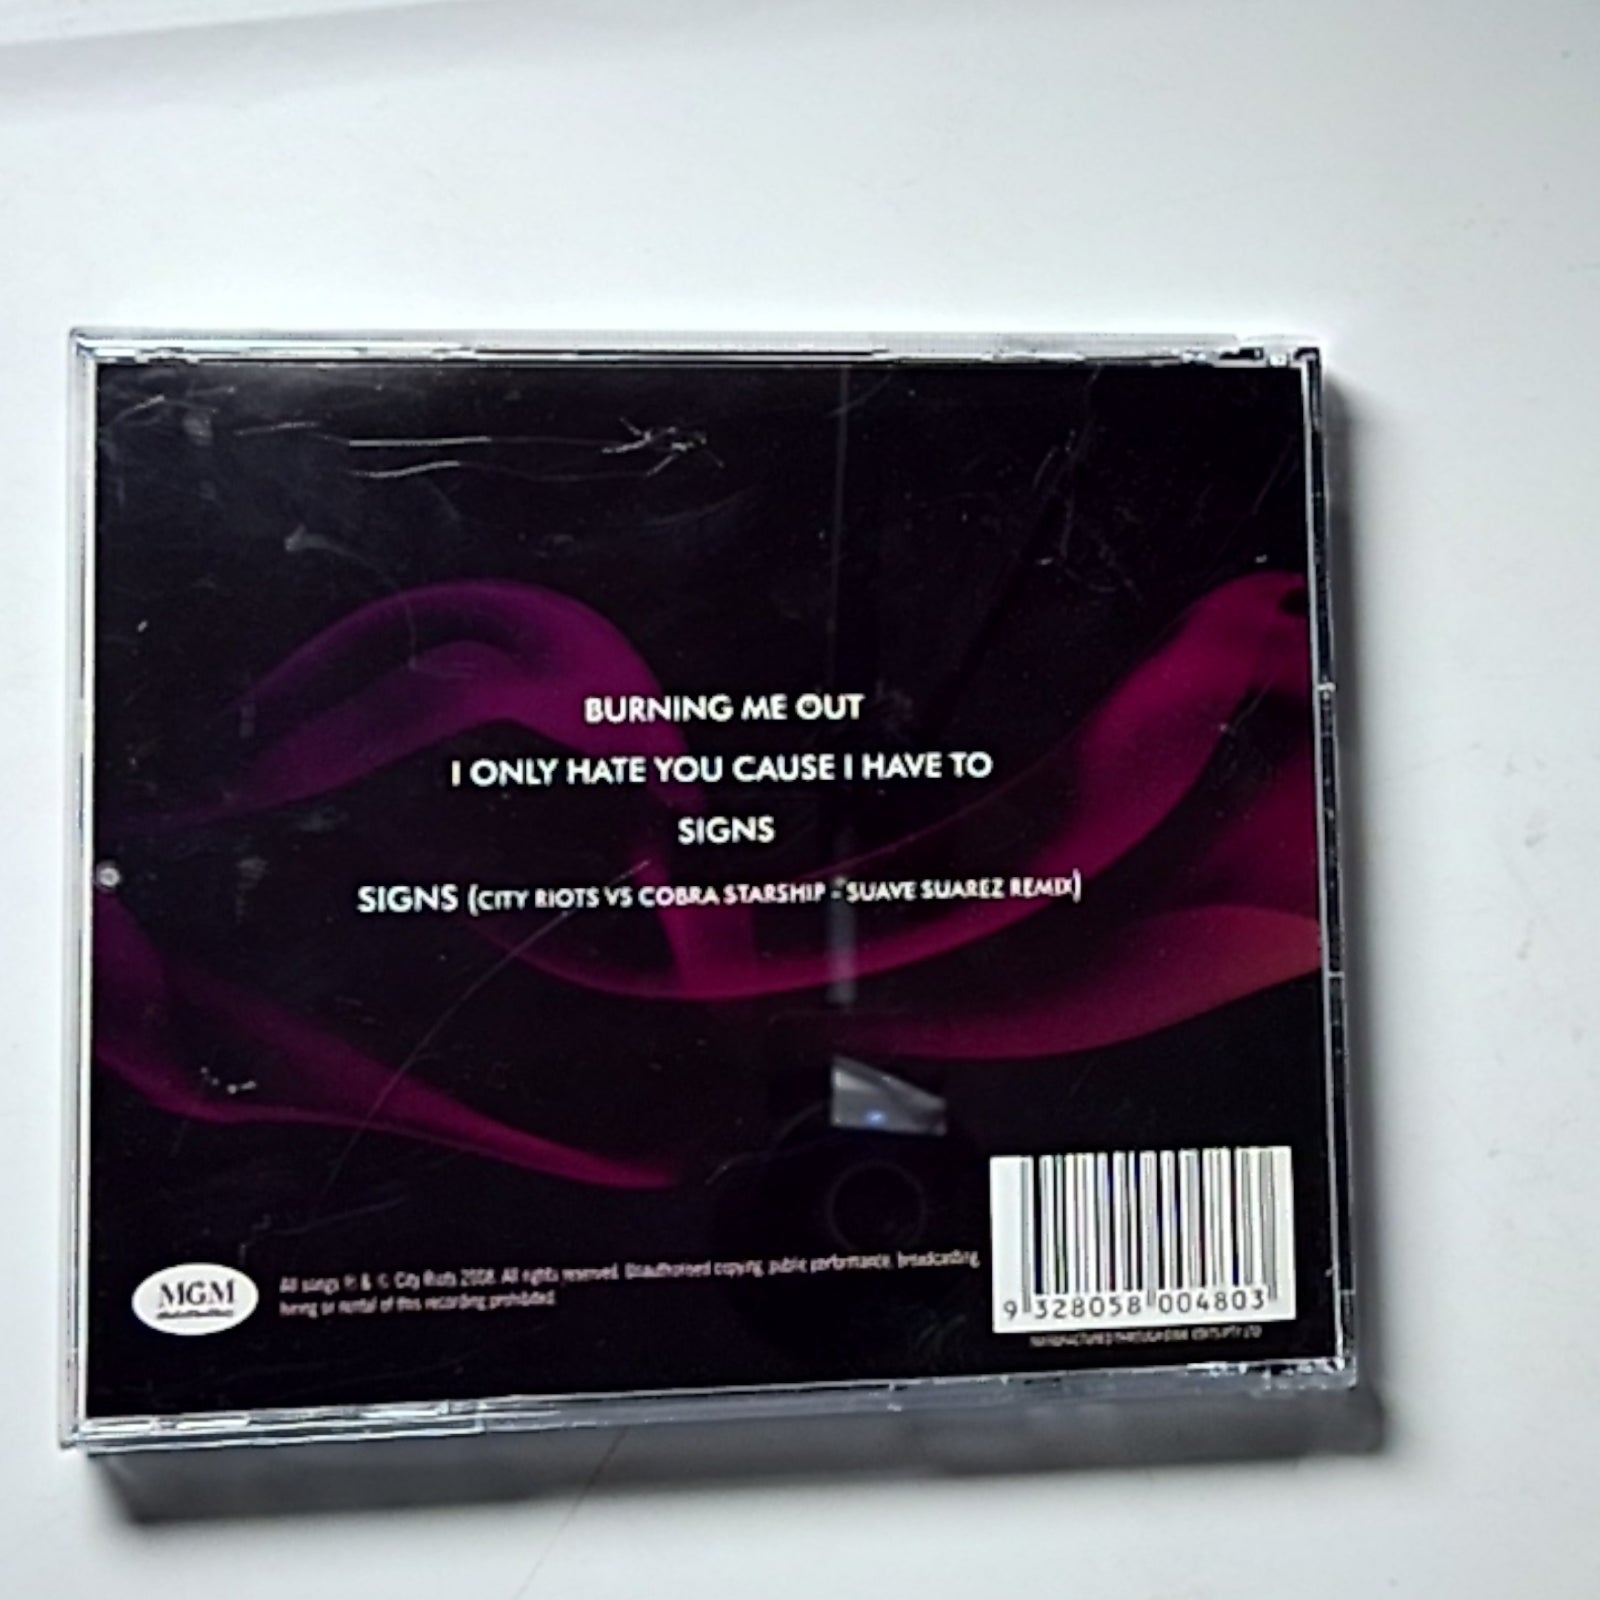 BURNING ME OUT
I ONLY HATE YOU CAUSE I HAVE TO
SIGNS
SIGNS (CITY RIOTS VS COBRA STARSHIP - SUAVE SUAREZ REMIX)
MGM
All songs ℗ & © City Riots 2008. All rights reserved. Unauthorised copying, public performance, broadcasting,
hiring or rental of this recording prohibited.
9 328058 004803